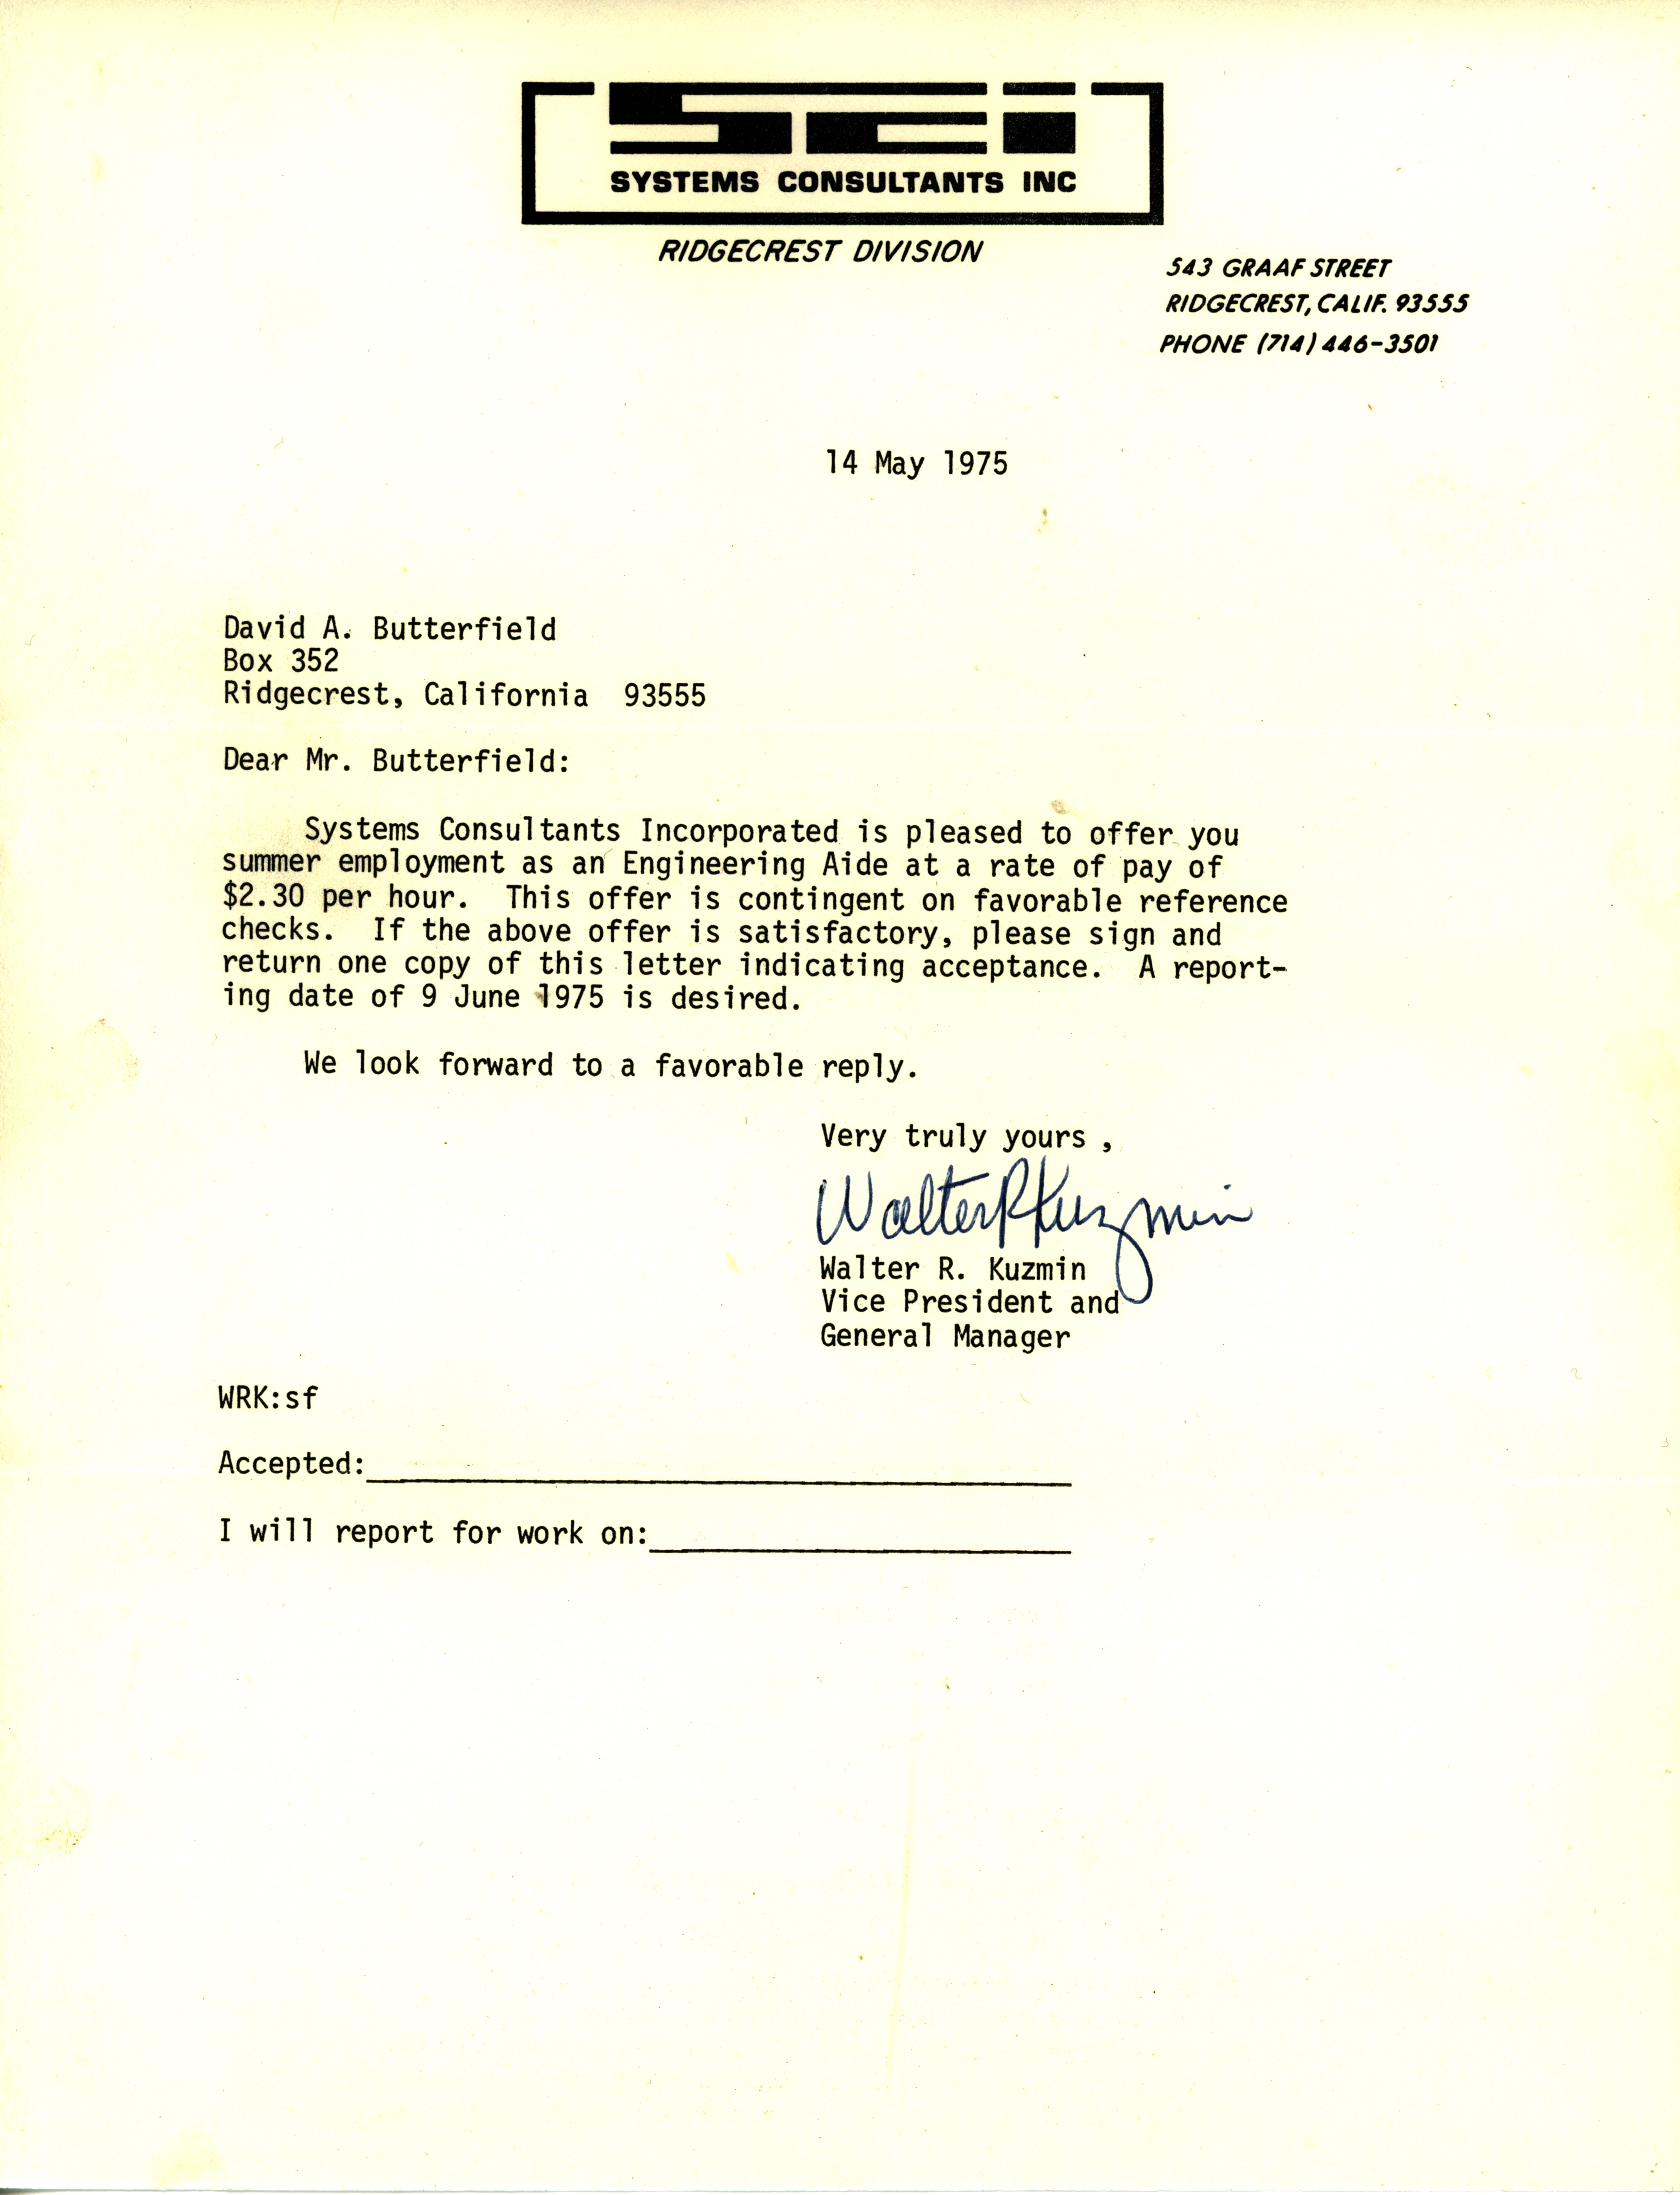 SCI
SYSTEMS CONSULTANTS INC
RIDGECREST DIVISION
543 GRAAF STREET
RIDGECREST, CALIF. 93555
PHONE (714) 446-3501
14 May 1975
David A. Butterfield
Box 352
Ridgecrest, California  93555
Dear Mr. Butterfield:
Systems Consultants Incorporated is pleased to offer you
summer employment as an Engineering Aide at a rate of pay of
$2.30 per hour.  This offer is contingent on favorable reference
checks.  If the above offer is satisfactory, please sign and
return one copy of this letter indicating acceptance.  A report-
ing date of 9 June 1975 is desired.
We look forward to a favorable reply.
Very truly yours ,
Walter R Kuzmin
Walter R. Kuzmin
Vice President and
General Manager
WRK:sf
Accepted:
I will report for work on: